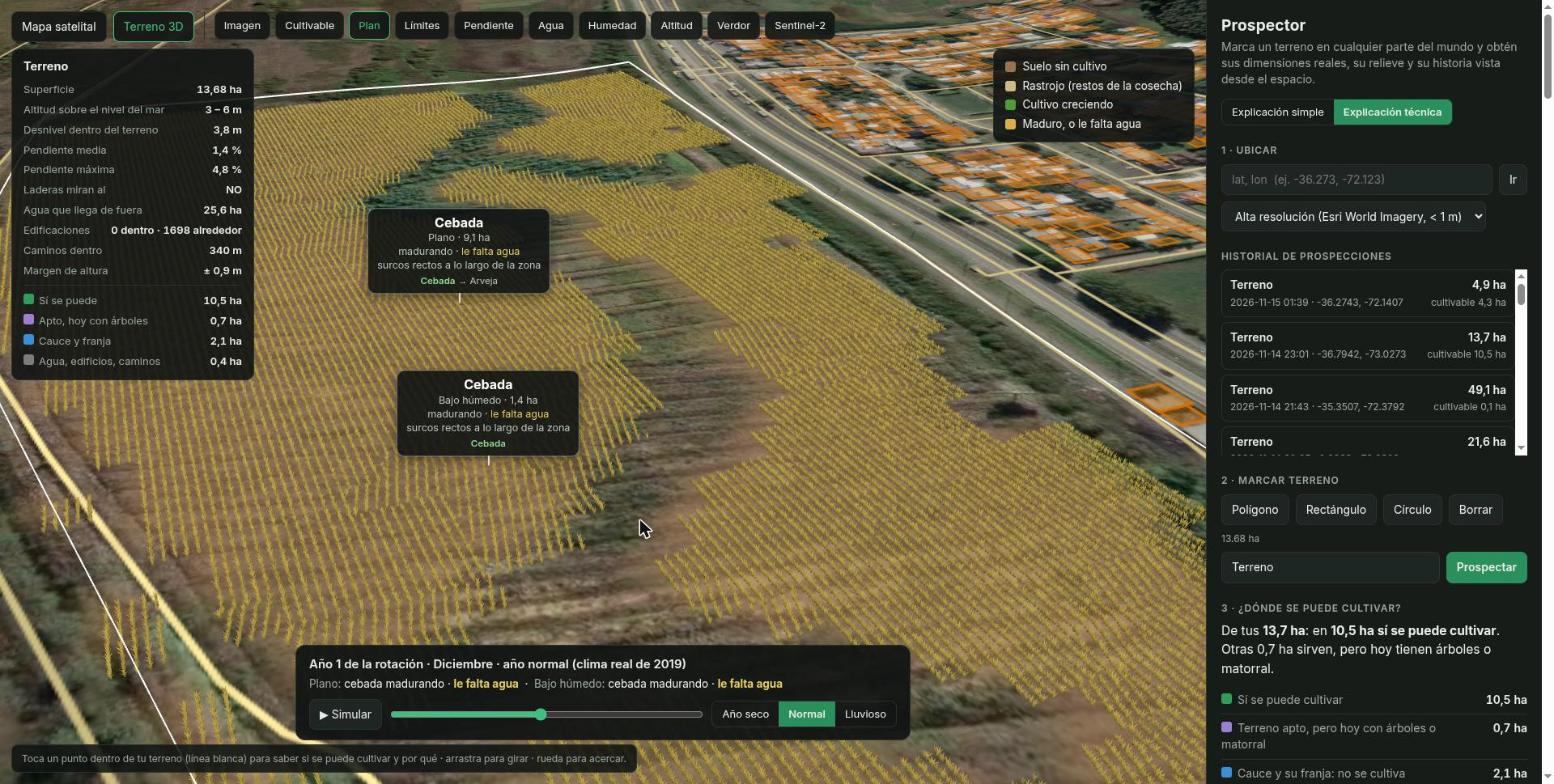 Mapa satelital
Terreno 3D
Imagen
Cultivable
Plan
Límites
Pendiente
Agua
Humedad
Altitud
Verdor
Sentinel-2
Terreno
Superficie 13,68 ha
Altitud sobre el nivel del mar 3 – 6 m
Desnivel dentro del terreno 3,8 m
Pendiente media 1,4 %
Pendiente máxima 4,8 %
Laderas miran al NO
Agua que llega de fuera 25,6 ha
Edificaciones 0 dentro · 1698 alrededor
Caminos dentro 340 m
Margen de altura ± 0,9 m
Sí se puede 10,5 ha
Apto, hoy con árboles 0,7 ha
Cauce y franja 2,1 ha
Agua, edificios, caminos 0,4 ha
Suelo sin cultivo
Rastrojo (restos de la cosecha)
Cultivo creciendo
Maduro, o le falta agua
Cebada
Plano · 9,1 ha
madurando · le falta agua
surcos rectos a lo largo de la zona
Cebada → Arveja
Cebada
Bajo húmedo · 1,4 ha
madurando · le falta agua
surcos rectos a lo largo de la zona
Cebada
Año 1 de la rotación · Diciembre · año normal (clima real de 2019)
Plano: cebada madurando · le falta agua · Bajo húmedo: cebada madurando · le falta agua
▶ Simular
Año seco
Normal
Lluvioso
Toca un punto dentro de tu terreno (línea blanca) para saber si se puede cultivar y por qué · arrastra para girar · rueda para acercar.
Prospector
Marca un terreno en cualquier parte del mundo y obtén
sus dimensiones reales, su relieve y su historia vista
desde el espacio.
Explicación simple
Explicación técnica
1 · UBICAR
lat, lon (ej. -36.273, -72.123)
Ir
Alta resolución (Esri World Imagery, < 1 m)
HISTORIAL DE PROSPECCIONES
Terreno 4,9 ha
2026-11-15 01:39 · -36.2743, -72.1407 cultivable 4,3 ha
Terreno 13,7 ha
2026-11-14 23:01 · -36.7942, -73.0273 cultivable 10,5 ha
Terreno 49,1 ha
2026-11-14 21:43 · -35.3507, -72.3792 cultivable 0,1 ha
Terreno 21,6 ha
2 · MARCAR TERRENO
Polígono
Rectángulo
Círculo
Borrar
13.68 ha
Terreno
Prospectar
3 · ¿DÓNDE SE PUEDE CULTIVAR?
De tus 13,7 ha: en 10,5 ha sí se puede cultivar.
Otras 0,7 ha sirven, pero hoy tienen árboles o
matorral.
Sí se puede cultivar 10,5 ha
Terreno apto, pero hoy con árboles o 0,7 ha
matorral
Cauce y su franja: no se cultiva 2,1 ha